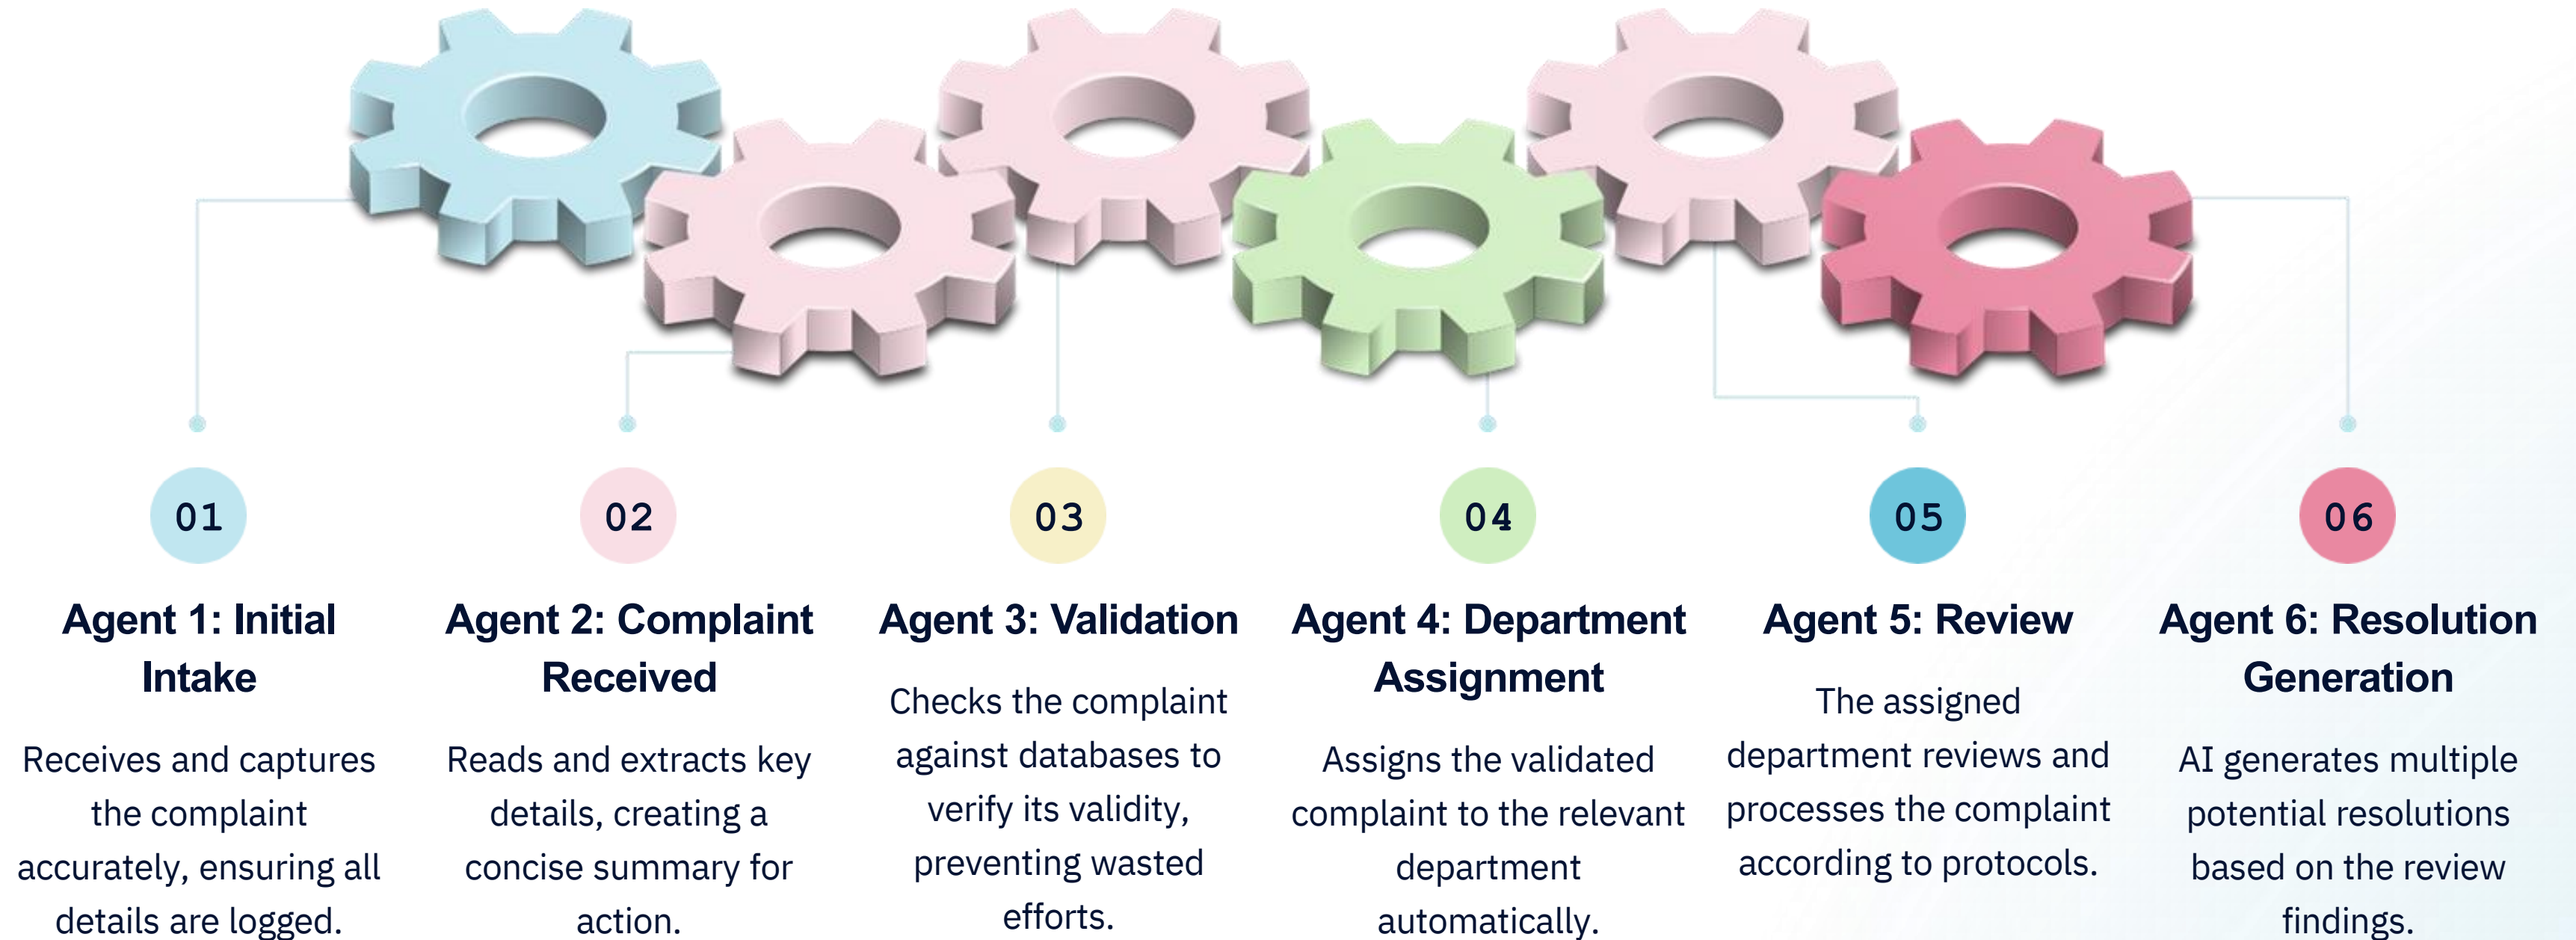 01
Agent 1: Initial
Intake
Receives and captures
the complaint
accurately, ensuring all
details are logged.
02
Agent 2: Complaint
Received
Reads and extracts key
details, creating a
concise summary for
action.
03
Agent 3: Validation
Checks the complaint
against databases to
verify its validity,
preventing wasted
efforts.
04
Agent 4: Department
Assignment
Assigns the validated
complaint to the relevant
department
automatically.
05
Agent 5: Review
The assigned
department reviews and
processes the complaint
according to protocols.
06
Agent 6: Resolution
Generation
AI generates multiple
potential resolutions
based on the review
findings.